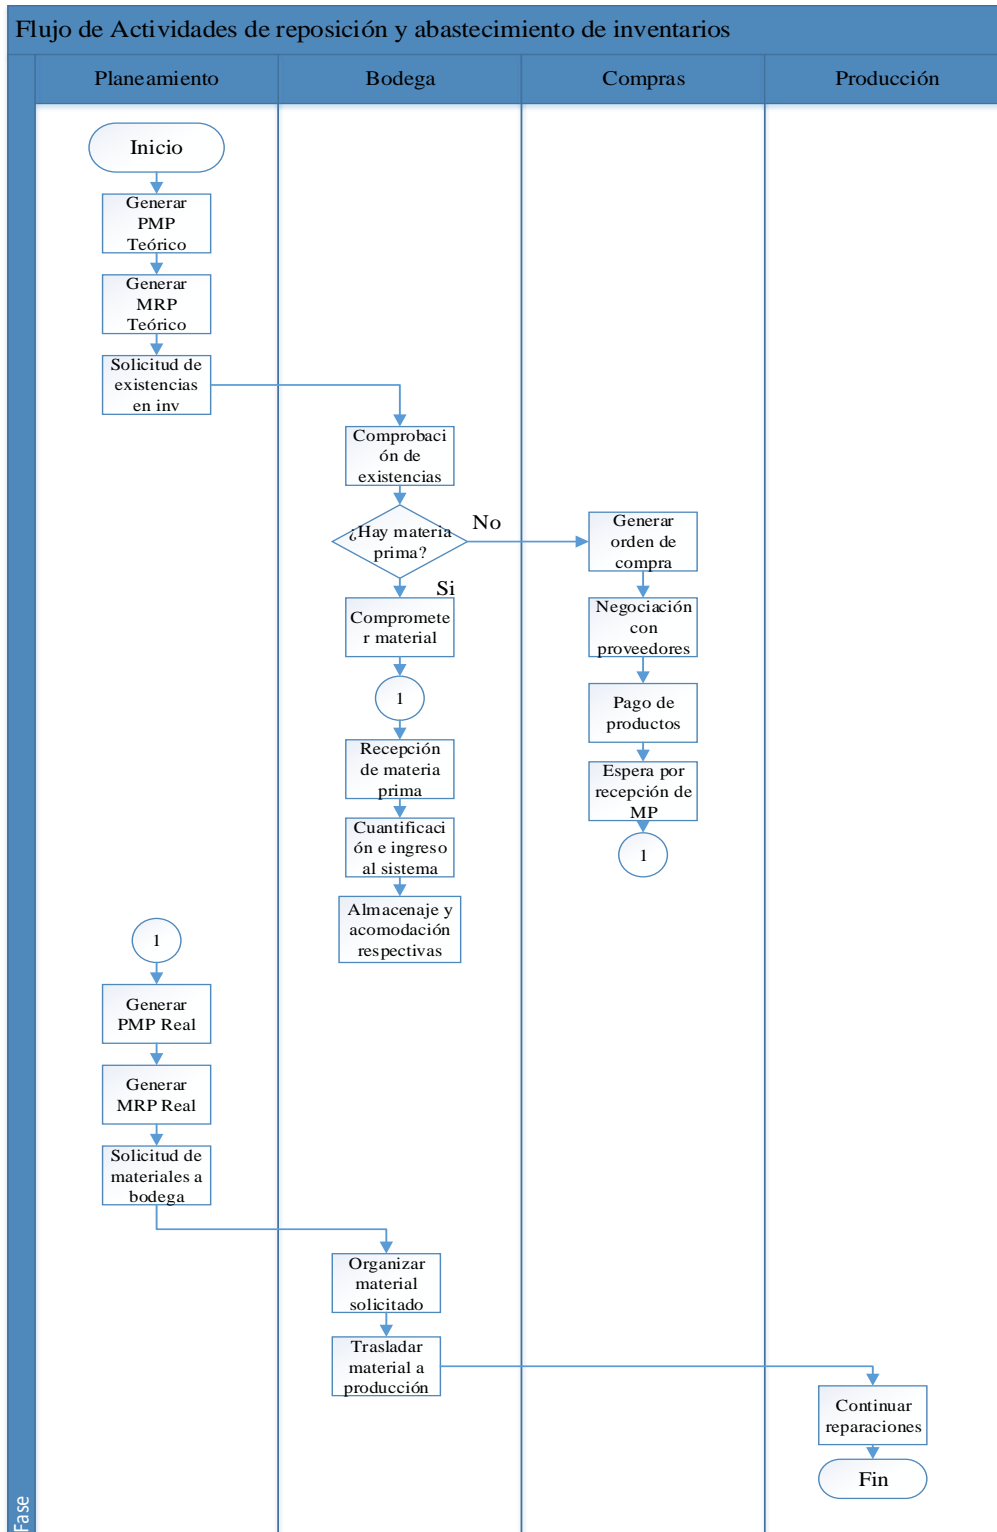 Flujo de Actividades de reposición y abastecimiento de inventarios
Planeamiento
Bodega
Compras
Producción
Inicio
Generar
PMP
Teórico
Generar
MRP
Teórico
Solicitud de
existencias
en inv
Comprobaci
ón de
existencias
¿Hay materia
prima?
No
Si
Generar
orden de
compra
Compromete
r material
Negociación
con
proveedores
1
Pago de
productos
Recepción
de materia
prima
Espera por
recepción de
MP
Cuantificaci
ón e ingreso
al sistema
1
Almacenaje y
acomodación
respectivas
1
Generar
PMP Real
Generar
MRP Real
Solicitud de
materiales a
bodega
Organizar
material
solicitado
Trasladar
material a
producción
Continuar
reparaciones
Fin
Fase